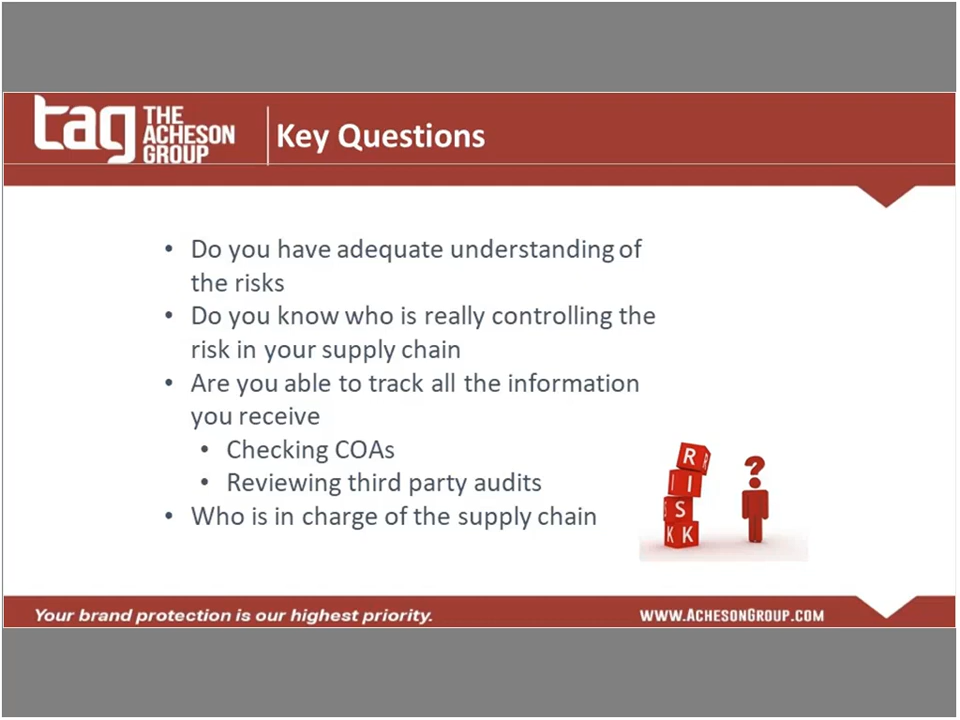 tag THE
ACHESON
GROUP
Key Questions
• Do you have adequate understanding of
the risks
• Do you know who is really controlling the
risk in your supply chain
• Are you able to track all the information
you receive
• Checking COAs
• Reviewing third party audits
• Who is in charge of the supply chain
R R
I I
S S
K K
?
Your brand protection is our highest priority.
WWW.ACHESONGROUP.COM